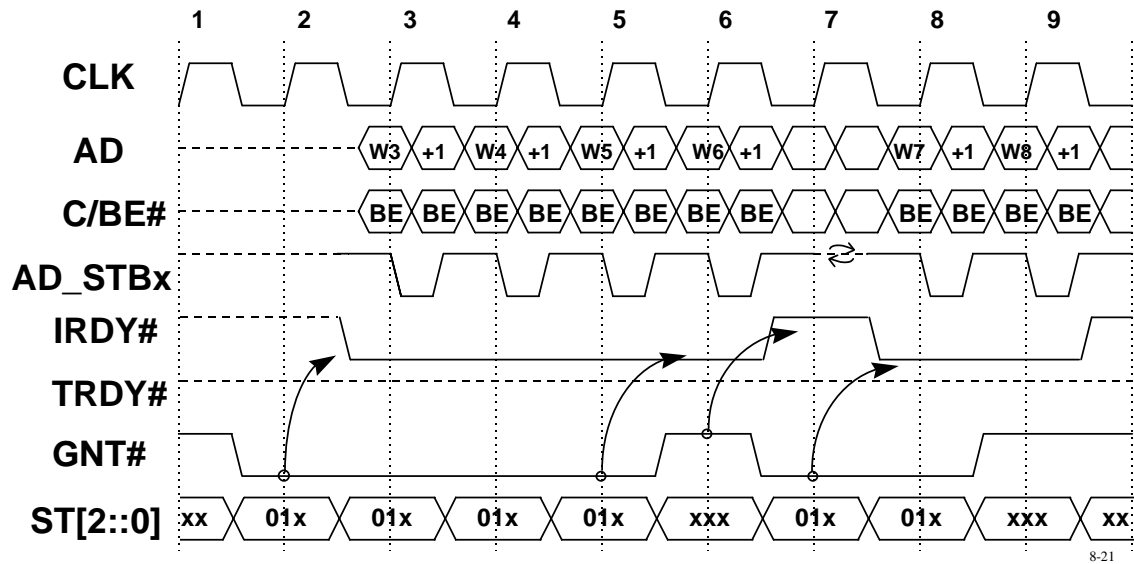 1 2 3 4 5 6 7 8 9
CLK
AD W3 +1 W4 +1 W5 +1 W6 +1 W7 +1 W8 +1
C/BE# BE BE BE BE BE BE BE BE BE BE BE BE
AD_STBx
IRDY#
TRDY#
GNT#
ST[2::0] xx 01x 01x 01x 01x xxx 01x 01x xxx xx
8-21